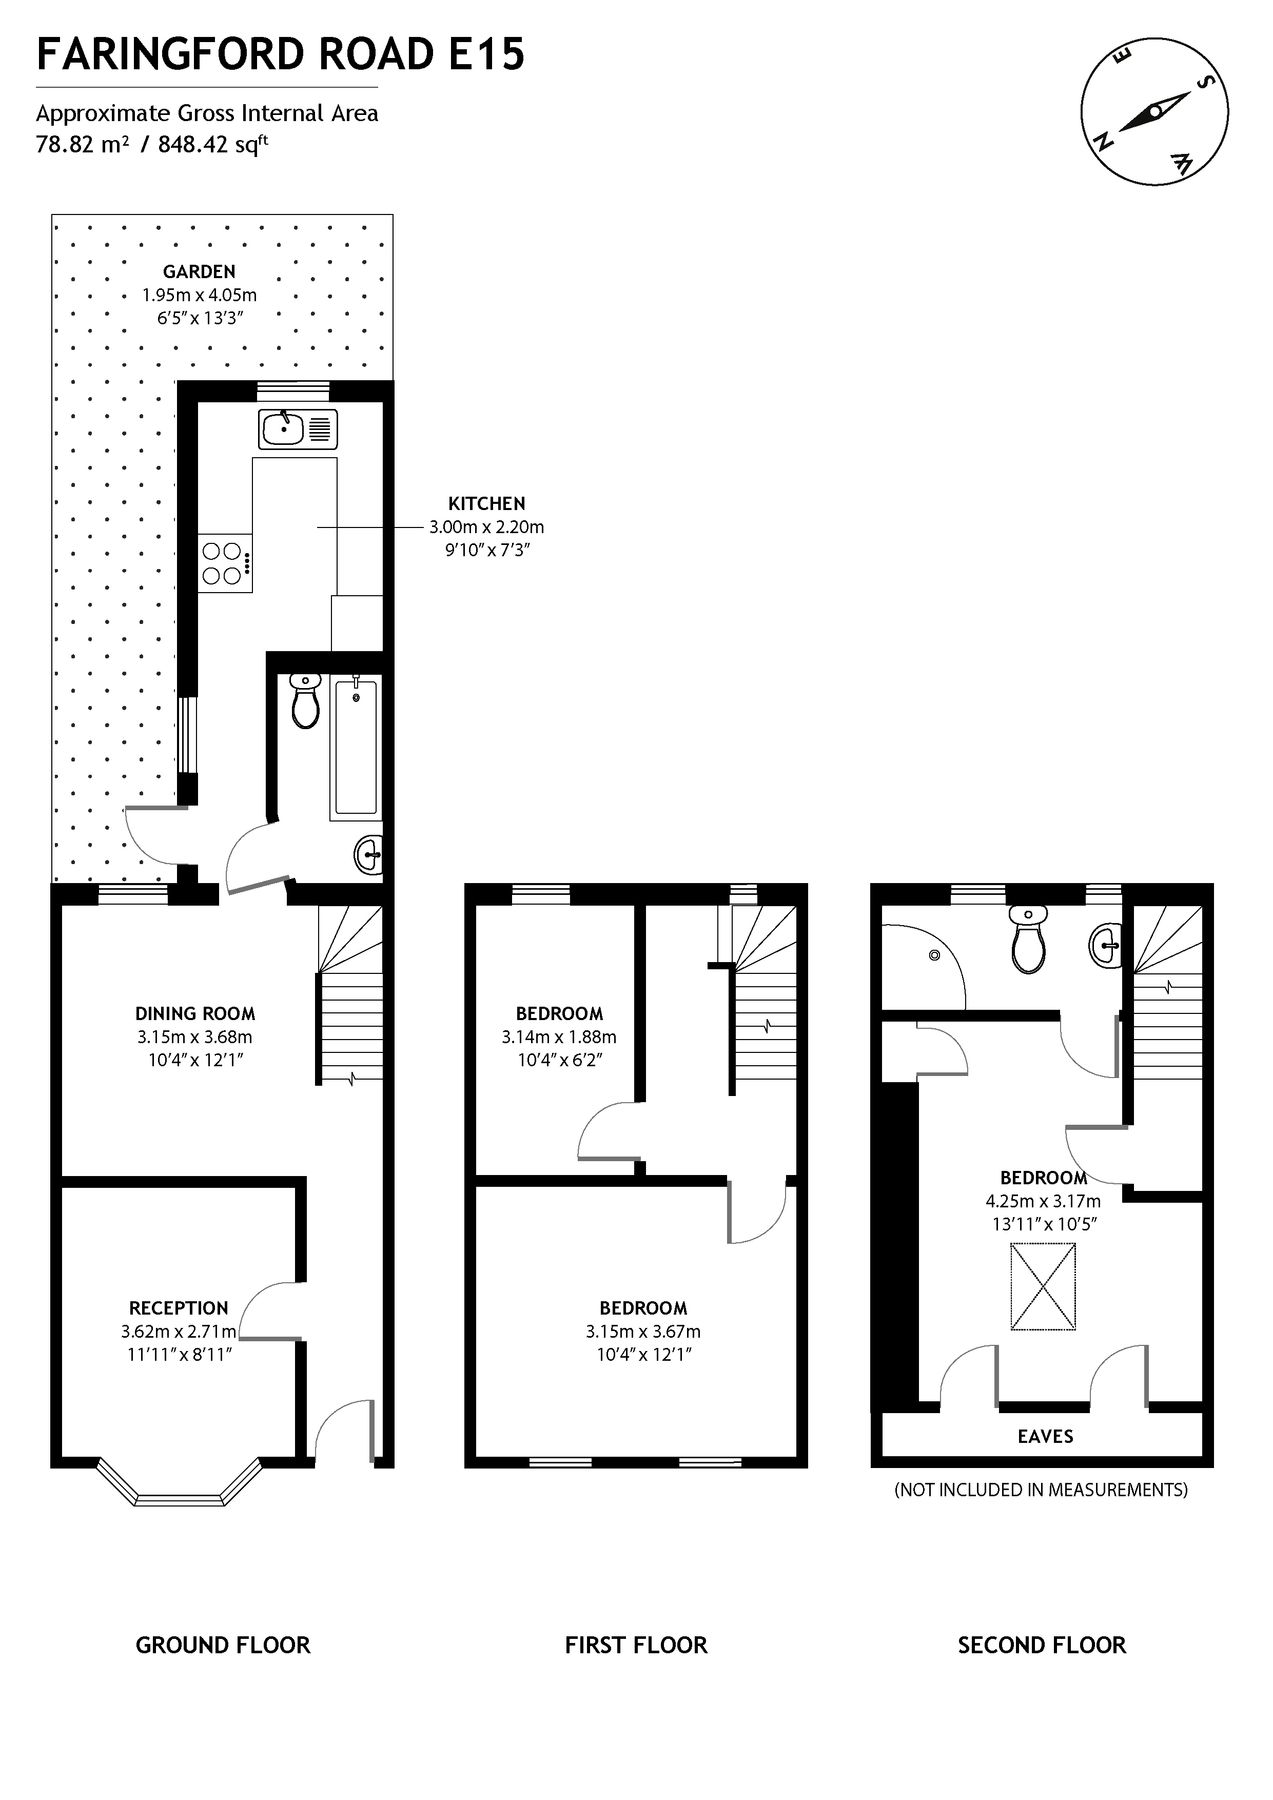 FARINGFORD ROAD E15
Approximate Gross Internal Area
78.82 m² / 848.42 sqft
E
S
N
W
GARDEN
1.95m x 4.05m
6'5" x 13'3"
KITCHEN
3.00m x 2.20m
9'10" x 7'3"
DINING ROOM
3.15m x 3.68m
10'4" x 12'1"
RECEPTION
3.62m x 2.71m
11'11" x 8'11"
BEDROOM
3.14m x 1.88m
10'4" x 6'2"
BEDROOM
3.15m x 3.67m
10'4" x 12'1"
BEDROOM
4.25m x 3.17m
13'11" x 10'5"
EAVES
(NOT INCLUDED IN MEASUREMENTS)
GROUND FLOOR
FIRST FLOOR
SECOND FLOOR